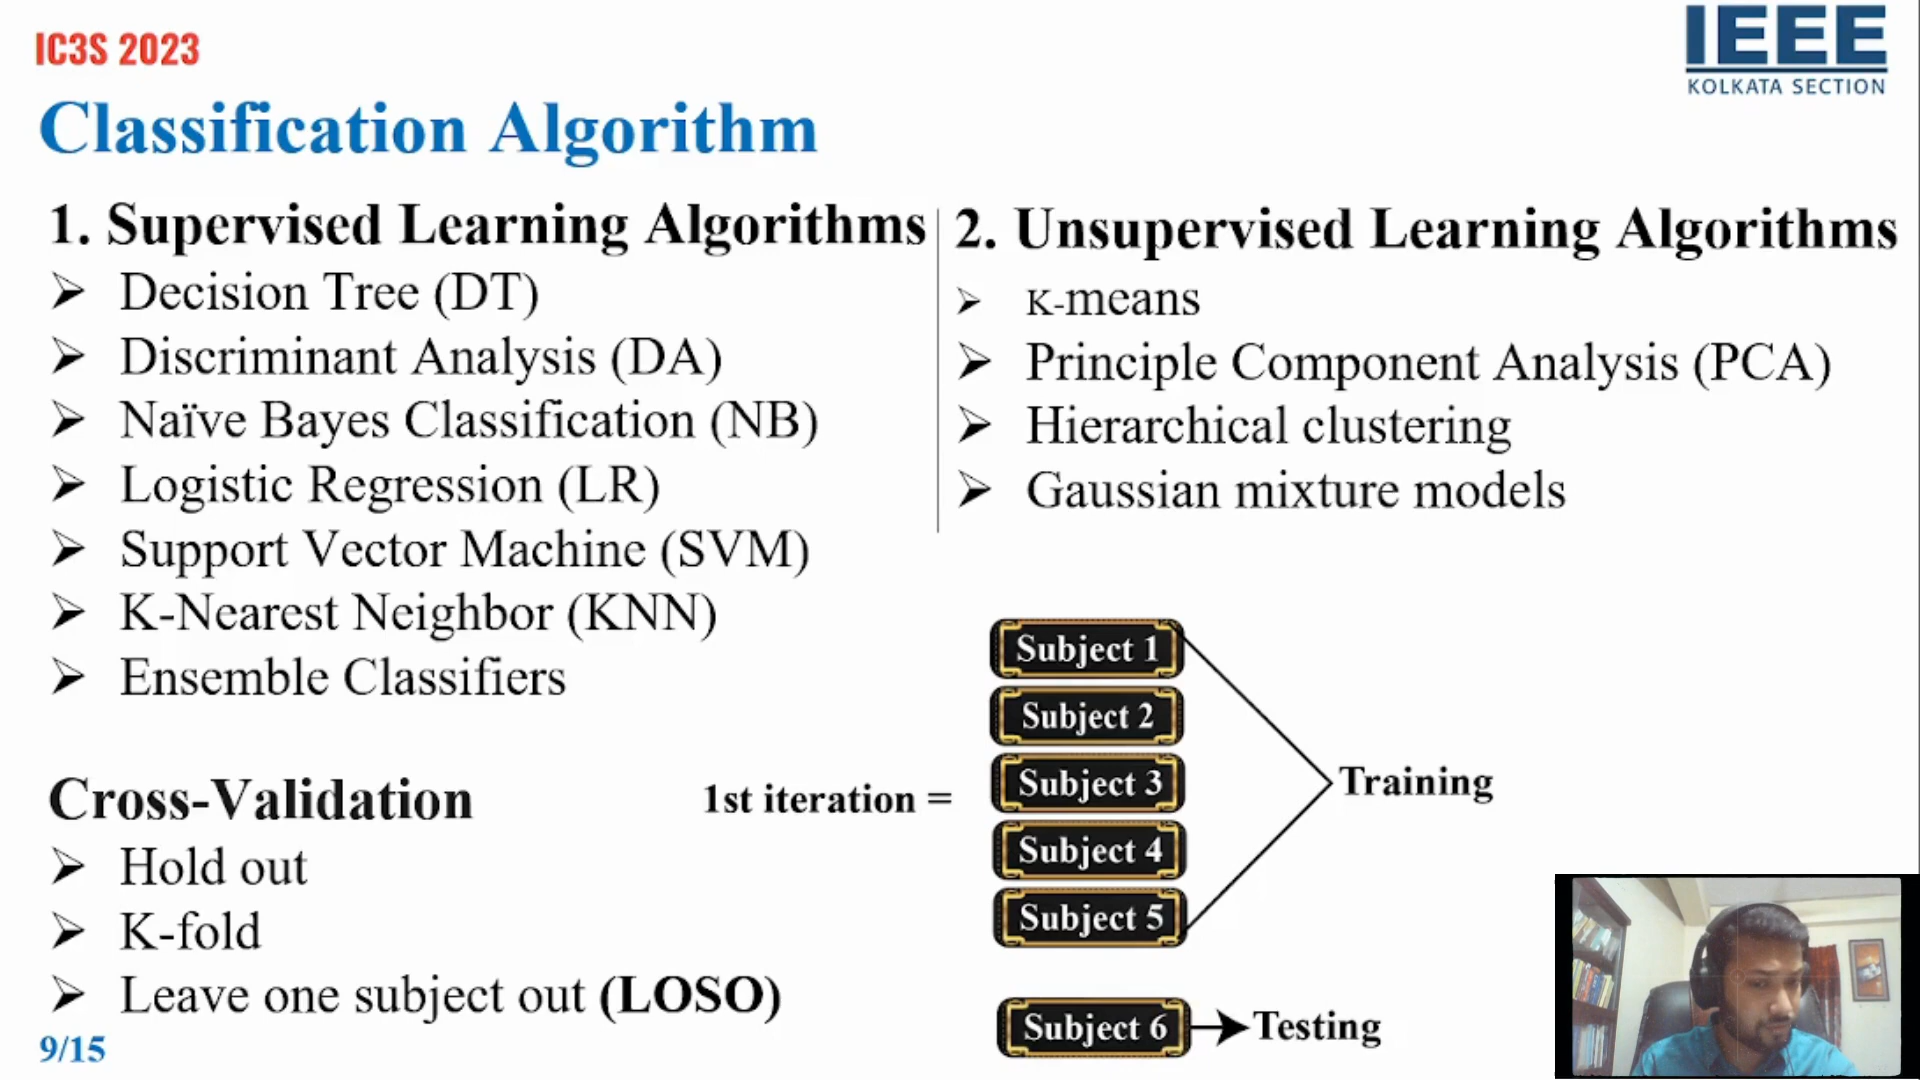 IC3S 2023
IEEE
KOLKATA SECTION
Classification Algorithm
1. Supervised Learning Algorithms
Decision Tree (DT)
Discriminant Analysis (DA)
Naïve Bayes Classification (NB)
Logistic Regression (LR)
Support Vector Machine (SVM)
K-Nearest Neighbor (KNN)
Ensemble Classifiers
2. Unsupervised Learning Algorithms
K-means
Principle Component Analysis (PCA)
Hierarchical clustering
Gaussian mixture models
Cross-Validation
Hold out
K-fold
Leave one subject out (LOSO)
1st iteration =
Subject 1
Subject 2
Subject 3
Subject 4
Subject 5
Training
Subject 6
Testing
9/15